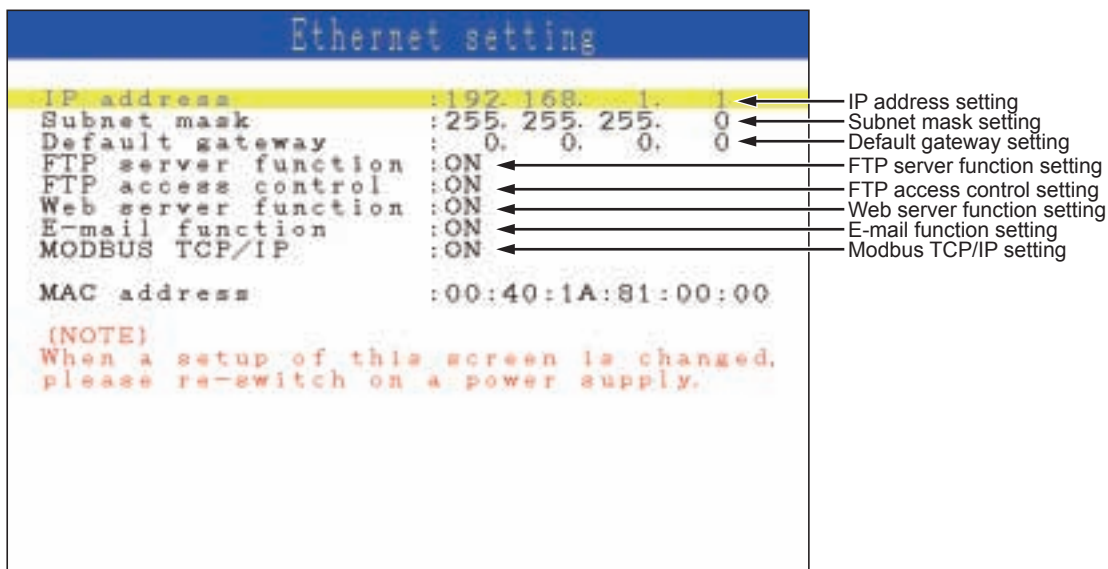 Ethernet setting
IP address :192. 168. 1. 1 IP address setting
Subnet mask :255. 255. 255. 0 Subnet mask setting
Default gateway : 0. 0. 0. 0 Default gateway setting
FTP server function :ON FTP server function setting
FTP access control :ON FTP access control setting
Web server function :ON Web server function setting
E-mail function :ON E-mail function setting
MODBUS TCP/IP :ON Modbus TCP/IP setting
MAC address :00:40:1A:81:00:00
(NOTE)
When a setup of this screen is changed,
please re-switch on a power supply.